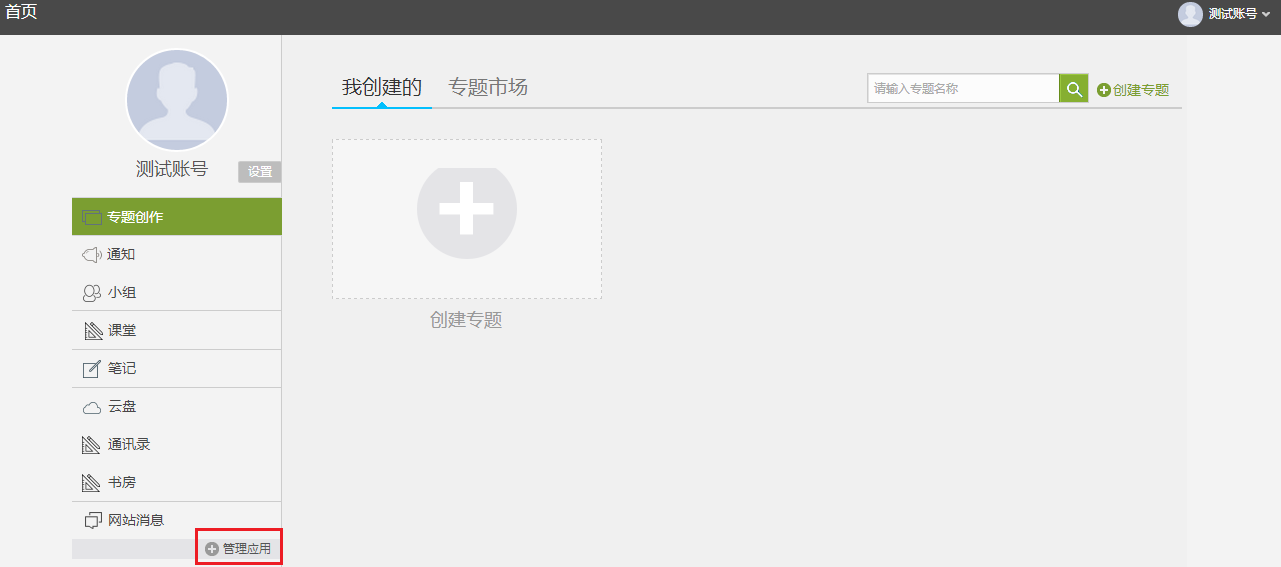 首页
测试账号
测试账号
设置
专题创作
通知
小组
课堂
笔记
云盘
通讯录
书房
网站消息
管理应用
我创建的 专题市场
请输入专题名称
创建专题
创建专题